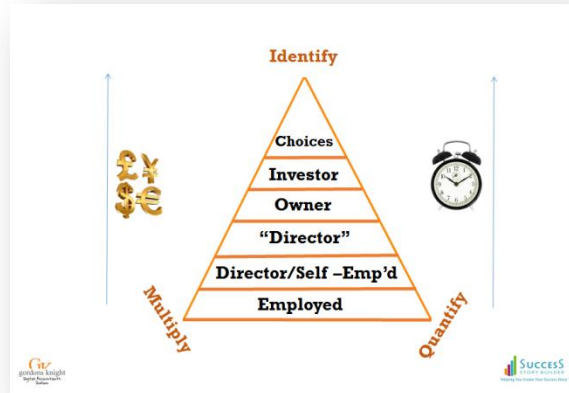 Identify
Choices
Investor
Owner
“Director”
Director/Self –Emp’d
Employed
Multiply
Quantify
gordons knight
SUCCESS
STORY BUILDER